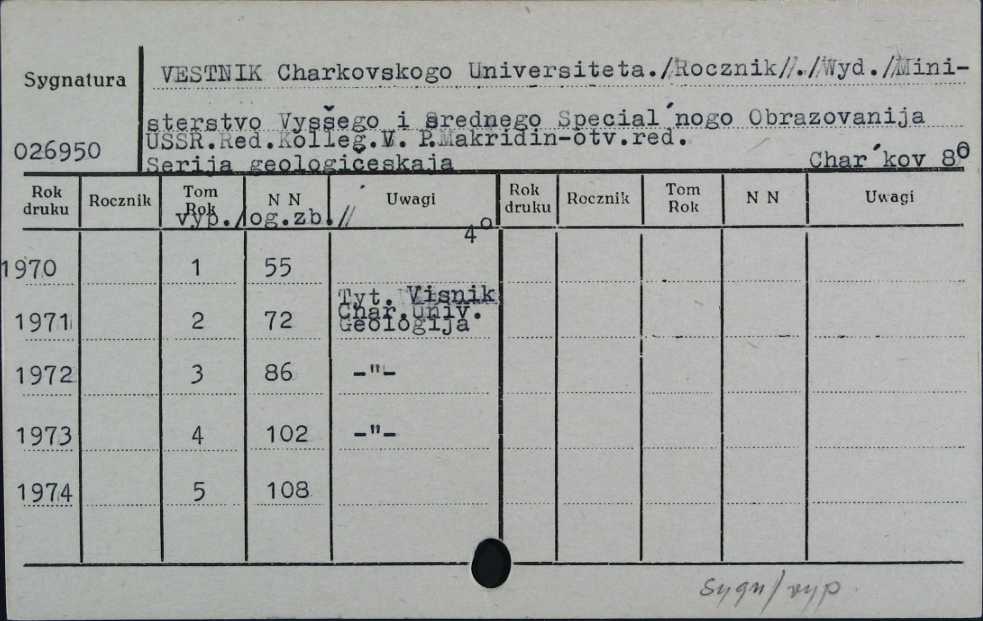 Sygnatura
026950
VESTNIK Charkovskogo Universiteta./Rocznik//./Wyd./Mini-
sterstvo Vysšego i srednego Special´nogo Obrazovanija
USSR.Red.Kolleg.V. P.Makridin-otv.red.
Serija geologičeskaja Char´kov 8º
Rok druku Rocznik Tom Rok N N Uwagi Rok druku Rocznik Tom Rok N N Uwagi
vyp./og.zb.//
4º
1970 1 55
Tyt. Visnik
Char.Univ.
1971 2 72 Geologija
1972 3 86 -"-
1973 4 102 -"-
1974 5 108
sygn/vyp.